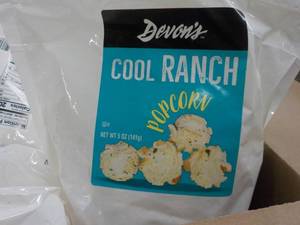 Devon's
COOL RANCH
POPCORN
NET WT 5 OZ (141g)